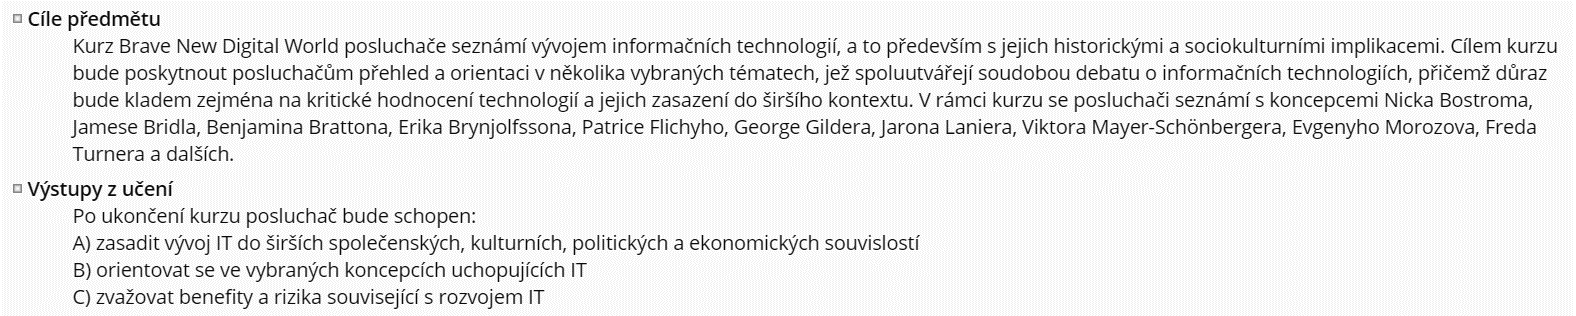 Cíle předmětu
Kurz Brave New Digital World posluchače seznámí vývojem informačních technologií, a to především s jejich historickými a sociokulturními implikacemi. Cílem kurzu
bude poskytnout posluchačům přehled a orientaci v několika vybraných tématech, jež spoluutvářejí soudobou debatu o informačních technologiích, přičemž důraz
bude kladem zejména na kritické hodnocení technologií a jejich zasazení do širšího kontextu. V rámci kurzu se posluchači seznámí s koncepcemi Nicka Bostroma,
Jamese Bridla, Benjamina Brattona, Erika Brynjolfssona, Patrice Flichyho, George Gildera, Jarona Laniera, Viktora Mayer-Schönbergera, Evgenyho Morozova, Freda
Turnera a dalších.
Výstupy z učení
Po ukončení kurzu posluchač bude schopen:
A) zasadit vývoj IT do širších společenských, kulturních, politických a ekonomických souvislostí
B) orientovat se ve vybraných koncepcích uchopujících IT
C) zvažovat benefity a rizika související s rozvojem IT